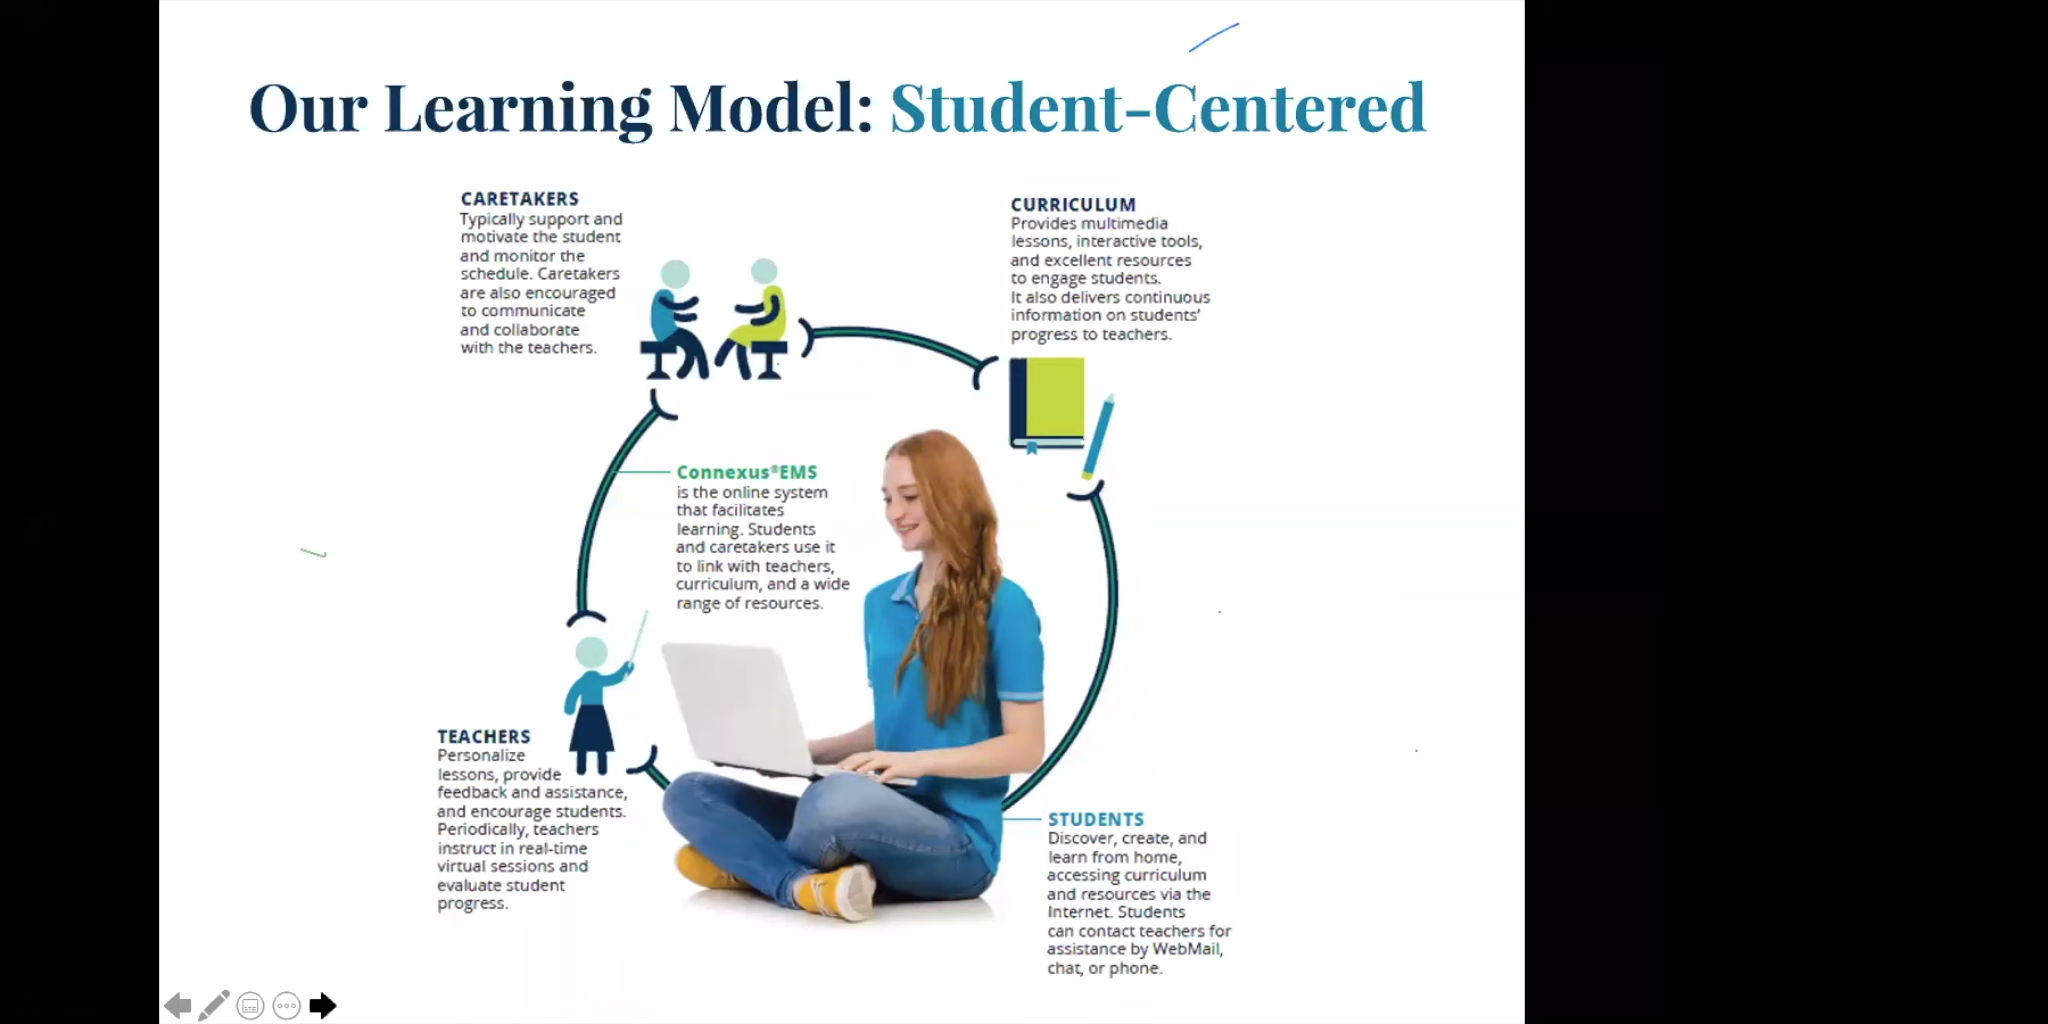 Our Learning Model: Student-Centered
CARETAKERS
Typically support and
motivate the student
and monitor the
schedule. Caretakers
are also encouraged
to communicate
and collaborate
with the teachers.
CURRICULUM
Provides multimedia
lessons, interactive tools,
and excellent resources
to engage students.
It also delivers continuous
information on students’
progress to teachers.
Connexus®EMS
is the online system
that facilitates
learning. Students
and caretakers use it
to link with teachers,
curriculum, and a wide
range of resources.
TEACHERS
Personalize
lessons, provide
feedback and assistance,
and encourage students.
Periodically, teachers
instruct in real-time
virtual sessions and
evaluate student
progress.
STUDENTS
Discover, create, and
learn from home,
accessing curriculum
and resources via the
Internet. Students
can contact teachers for
assistance by WebMail,
chat, or phone.